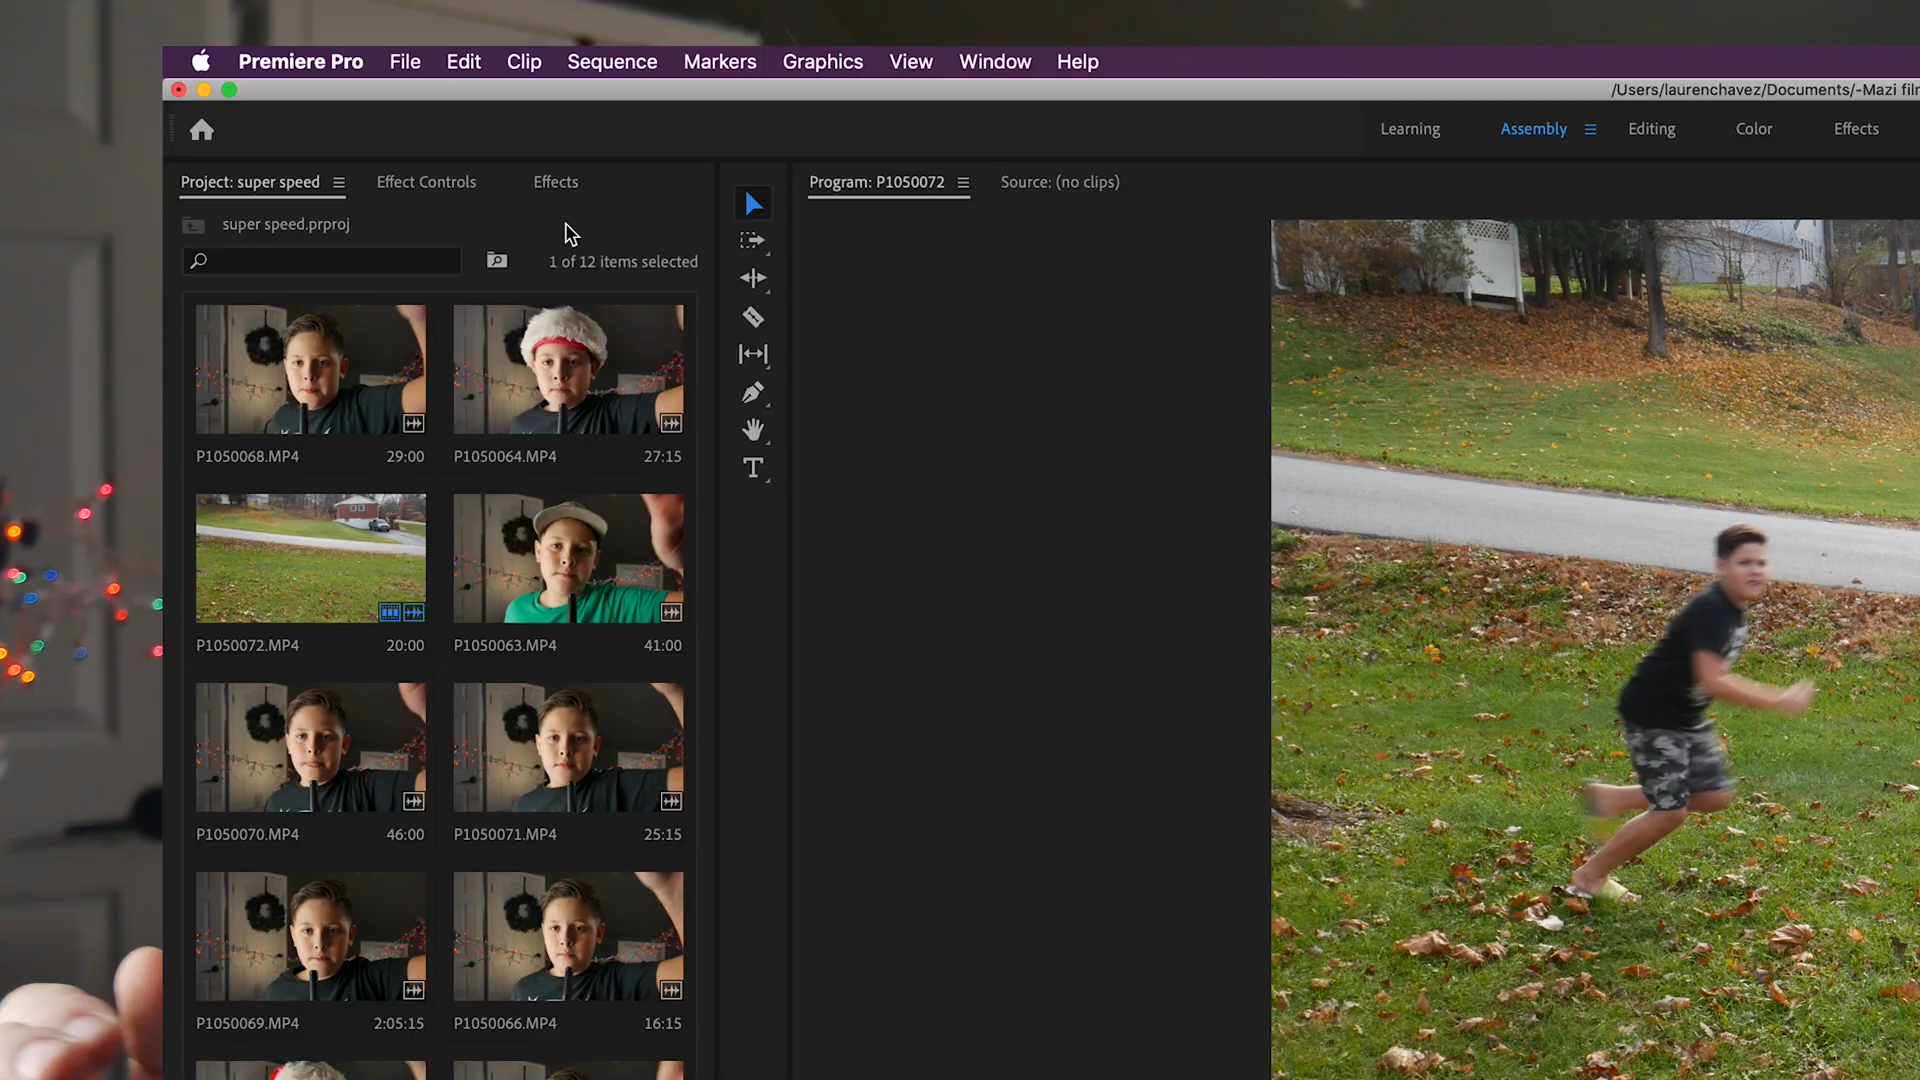 Premiere Pro File Edit Clip Sequence Markers Graphics View Window Help
/Users/laurenchavez/Documents/-Mazi film
Learning Assembly Editing Color Effects
Project: super speed Effect Controls Effects
Program: P1050072 Source: (no clips)
super speed.prproj
1 of 12 items selected
P1050068.MP4 29:00
P1050064.MP4 27:15
P1050072.MP4 20:00
P1050063.MP4 41:00
P1050070.MP4 46:00
P1050071.MP4 25:15
P1050069.MP4 2:05:15
P1050066.MP4 16:15